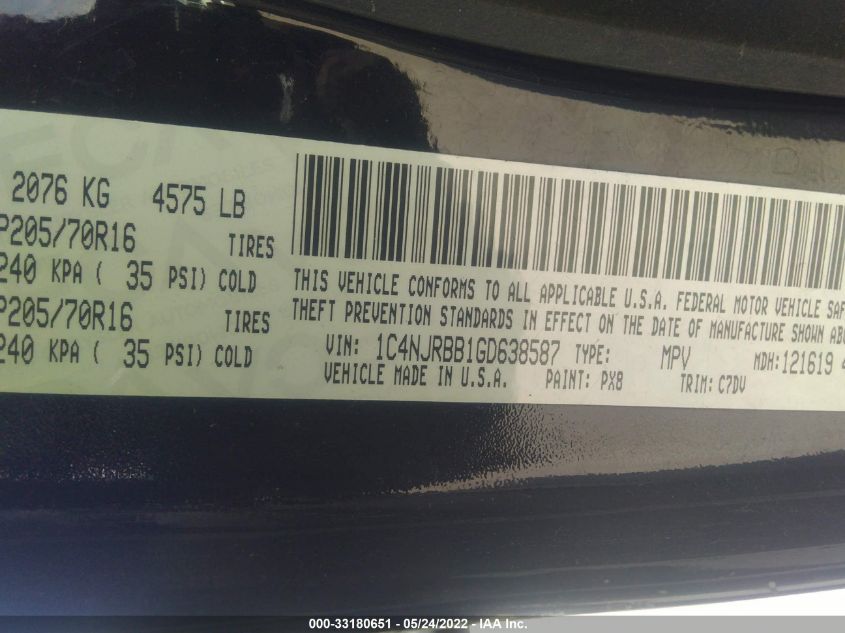 2076 KG 4575 LB
P205/70R16 TIRES
240 KPA ( 35 PSI) COLD
P205/70R16 TIRES
240 KPA ( 35 PSI) COLD
THIS VEHICLE CONFORMS TO ALL APPLICABLE U.S.A. FEDERAL MOTOR VEHICLE SAF
THEFT PREVENTION STANDARDS IN EFFECT ON THE DATE OF MANUFACTURE SHOWN ABO
VIN: 1C4NJRBB1GD638587 TYPE: MPV MDH:121619 4
VEHICLE MADE IN U.S.A. PAINT: PX8 TRIM: C7DV
000-33180651 - 05/24/2022 - IAA Inc.